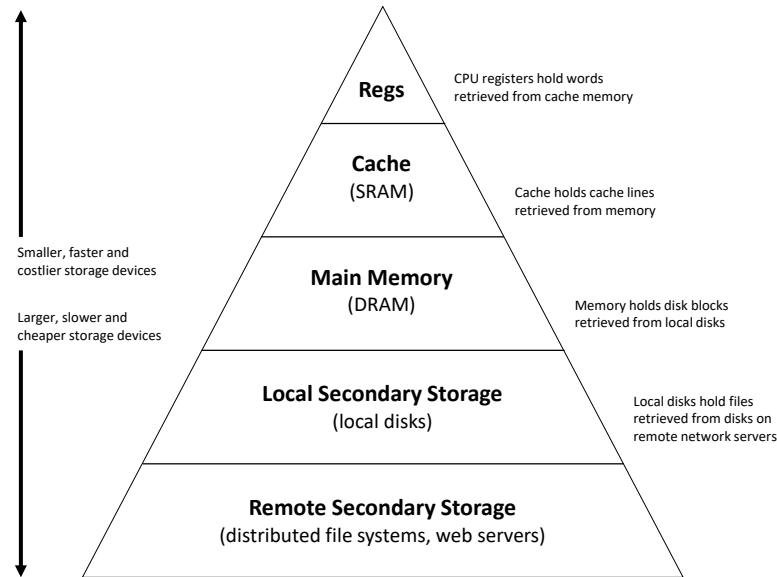 Regs
CPU registers hold words
retrieved from cache memory
Cache
(SRAM)
Cache holds cache lines
retrieved from memory
Smaller, faster and
costlier storage devices
Main Memory
(DRAM)
Larger, slower and
cheaper storage devices
Memory holds disk blocks
retrieved from local disks
Local Secondary Storage
(local disks)
Local disks hold files
retrieved from disks on
remote network servers
Remote Secondary Storage
(distributed file systems, web servers)